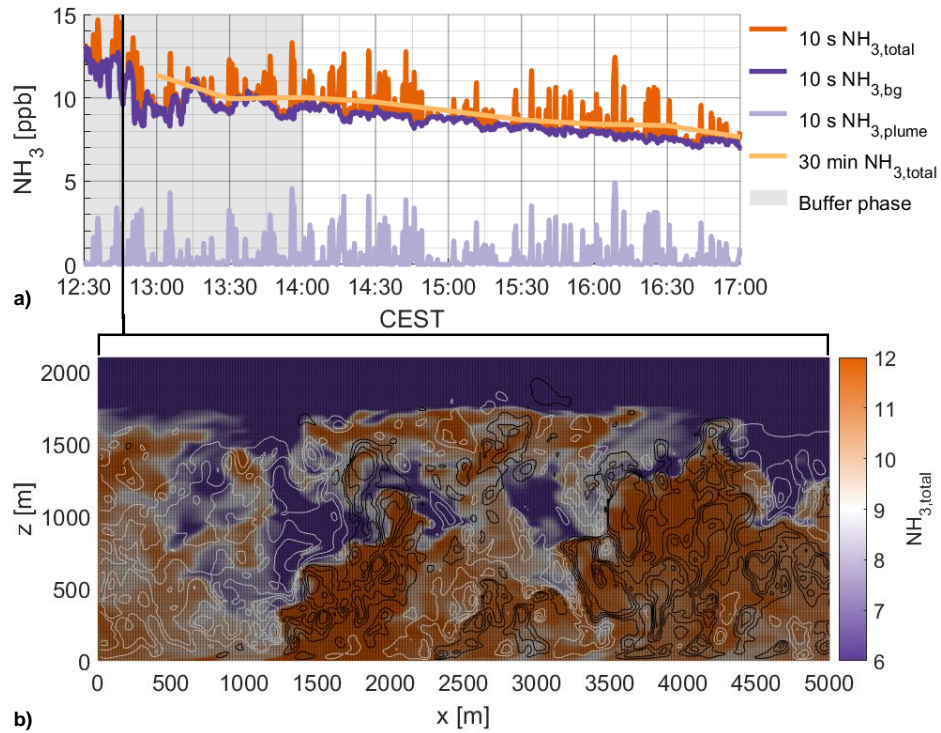 15
10
5
0
NH3 [ppb]
12:30 13:00 13:30 14:00 14:30 15:00 15:30 16:00 16:30 17:00
CEST
a)
10 s NH3,total
10 s NH3,bg
10 s NH3,plume
30 min NH3,total
Buffer phase
2000
1500
1000
500
0
z [m]
0 500 1000 1500 2000 2500 3000 3500 4000 4500 5000
x [m]
b)
12
11
10
9
8
7
6
NH3,total